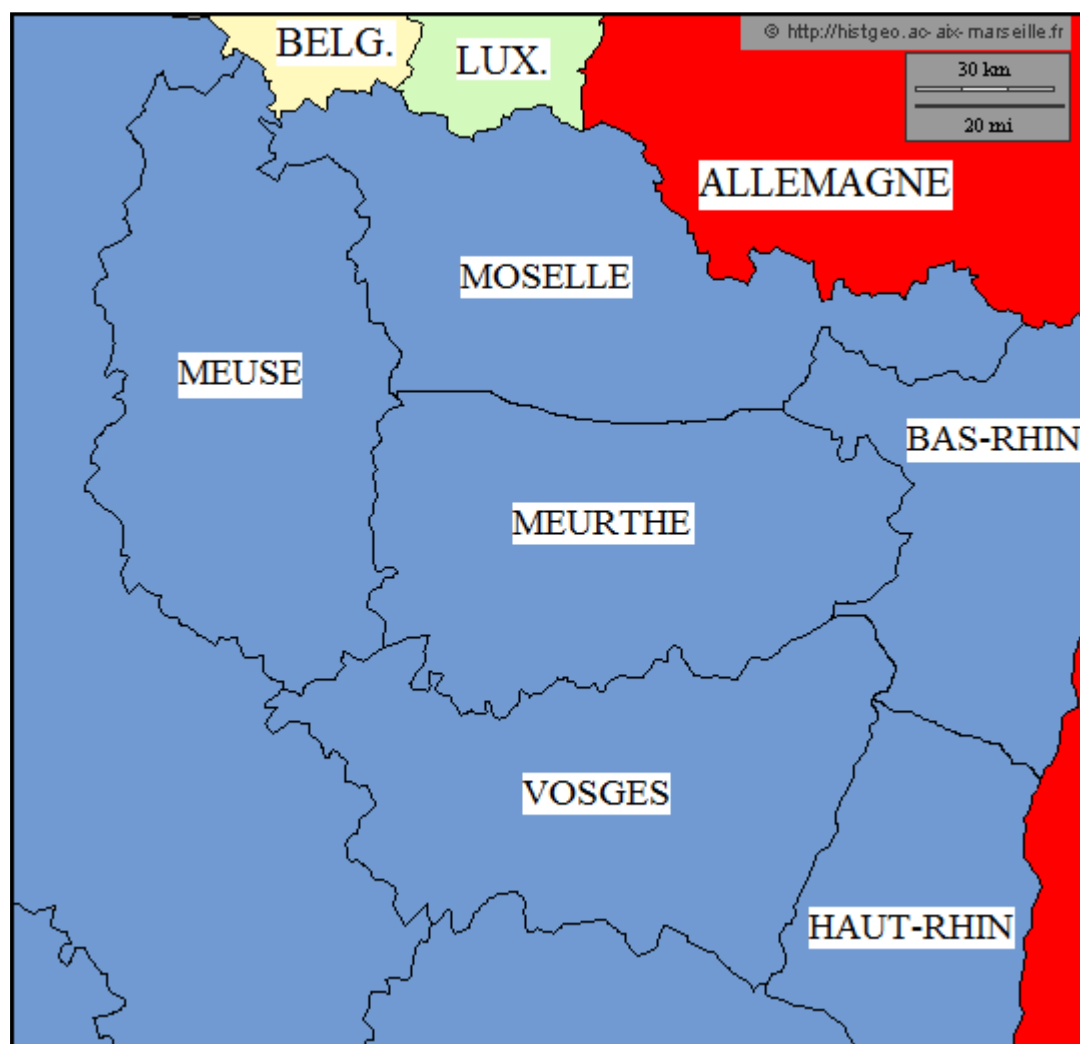 BELG.
LUX.
© http://histgeo.ac-aix-marseille.fr
30 km
20 mi
ALLEMAGNE
MOSELLE
MEUSE
BAS-RHIN
MEURTHE
VOSGES
HAUT-RHIN